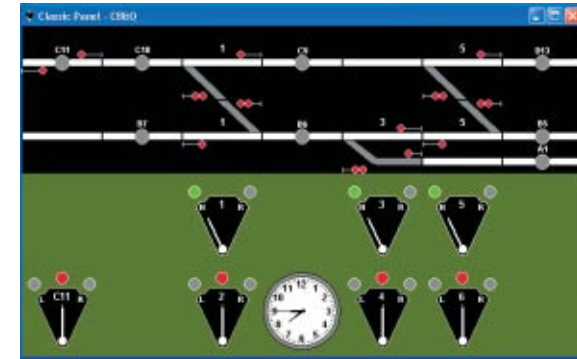 Classic Panel - CB&Q
C11 C10 1 C6 5 B13
B7 1 B6 3 5 B5
A1
1 3 5
N R N R N R
C11 2 4 6
L R L R L R L R
12 1 2 3 4 5 6 7 8 9 10 11